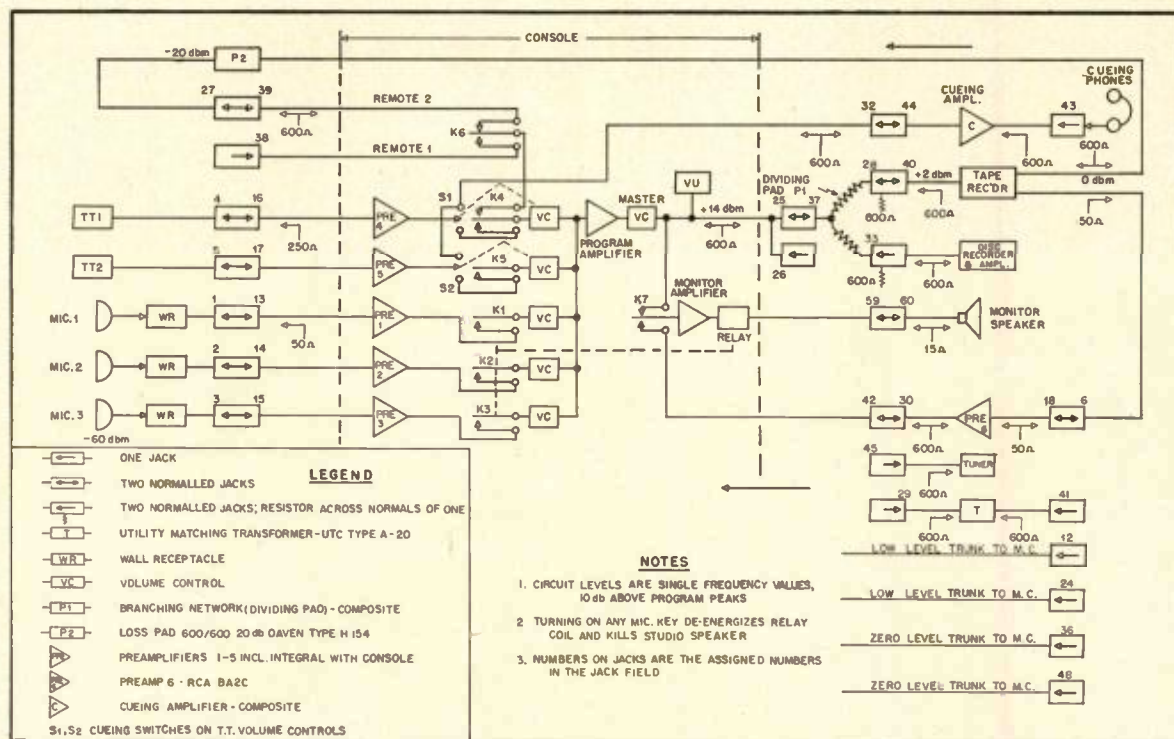 CONSOLE
-20 dbm
P2
27
39
REMOTE 2
600Ω
38
REMOTE 1
K6
32
44
CUEING
AMPL.
C
43
CUEING
PHONES
600Ω
600Ω
600Ω
0 dbm
TT1
4
16
250Ω
PRE
4
S1
K4
VC
PROGRAM
AMPLIFIER
MASTER
VC
VU
+14 dbm
600Ω
DIVIDING
PAD P1
25
37
26
28
40
+2 dbm
600Ω
600Ω
TAPE
REC'DR
50Ω
TT2
5
17
PRE
5
K5
S2
VC
33
600Ω
600Ω
DISC
RECORDER
& AMPL.
MIC.1
WR
1
13
50Ω
PRE
1
K1
VC
K7
MONITOR
AMPLIFIER
RELAY
59
60
15Ω
MONITOR
SPEAKER
MIC.2
WR
2
14
PRE
2
K2
VC
MIC.3
-60 dbm
WR
3
15
PRE
3
K3
VC
42
30
600Ω
PRE
6
50Ω
18
6
45
600Ω
TUNER
29
600Ω
T
600Ω
41
LOW LEVEL TRUNK TO M.C.
12
LOW LEVEL TRUNK TO M.C.
24
ZERO LEVEL TRUNK TO M.C.
36
ZERO LEVEL TRUNK TO M.C.
48
LEGEND
ONE JACK
TWO NORMALLED JACKS
TWO NORMALLED JACKS; RESISTOR ACROSS NORMALS OF ONE
T UTILITY MATCHING TRANSFORMER-UTC TYPE A-20
WR WALL RECEPTACLE
VC VOLUME CONTROL
P1 BRANCHING NETWORK (DIVIDING PAD)-COMPOSITE
P2 LOSS PAD 600/600 20 db DAVEN TYPE H 154
PRE PREAMPLIFIERS 1-5 INCL. INTEGRAL WITH CONSOLE
PREAMP 6 - RCA BA2C
C CUEING AMPLIFIER-COMPOSITE
S1,S2 CUEING SWITCHES ON T.T. VOLUME CONTROLS
NOTES
1. CIRCUIT LEVELS ARE SINGLE FREQUENCY VALUES,
10 db ABOVE PROGRAM PEAKS
2 TURNING ON ANY MIC. KEY DE-ENERGIZES RELAY
COIL AND KILLS STUDIO SPEAKER
3. NUMBERS ON JACKS ARE THE ASSIGNED NUMBERS
IN THE JACK FIELD